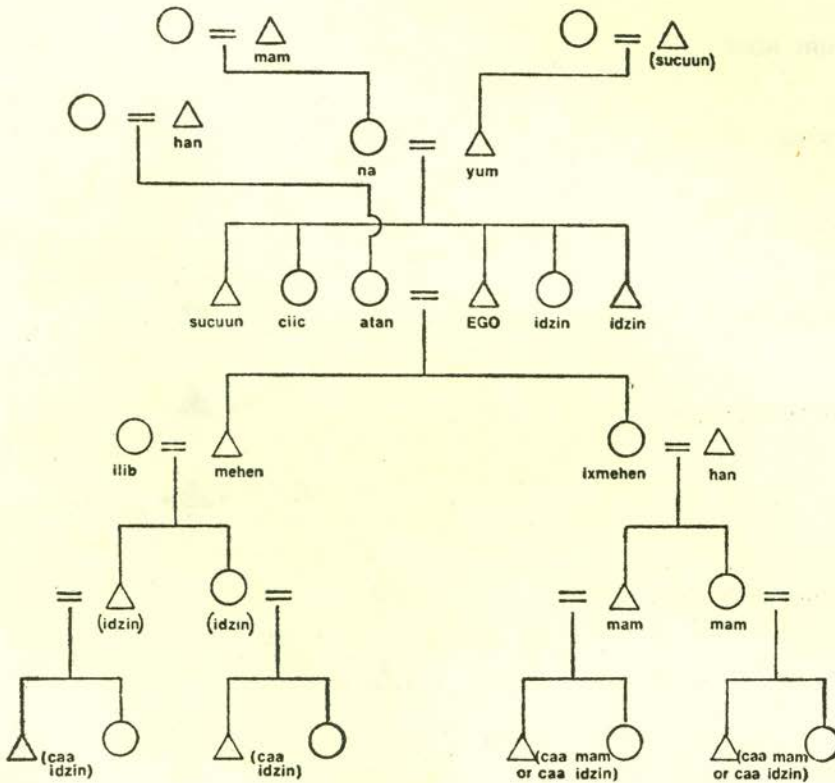 mam
(sucuun)
han
na
yum
sucuun
ciic
atan
EGO
idzin
idzin
ilib
mehen
ixmehen
han
(idzin)
(idzin)
mam
mam
(caa
idzin)
(caa
idzin)
(caa mam
or caa idzin)
(caa mam
or caa idzin)